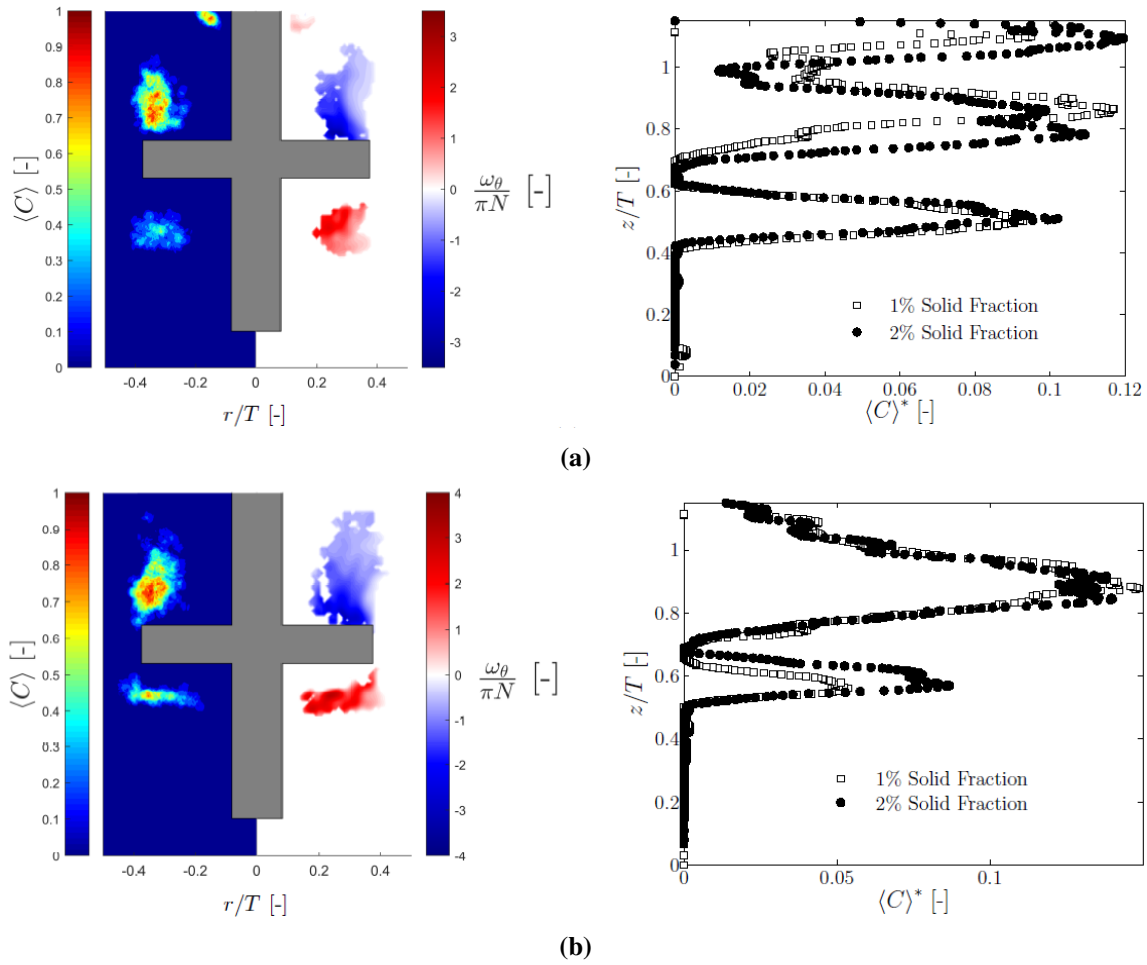 1
0.9
0.8
0.7
0.6
0.5
0.4
0.3
0.2
0.1
0
⟨C⟩ [-]
-0.4 -0.2 0 0.2 0.4
r/T [-]
3
2
1
0
-1
-2
-3
ω_θ/πN [-]
1
0.8
0.6
0.4
0.2
0
z/T [-]
1% Solid Fraction
2% Solid Fraction
0 0.02 0.04 0.06 0.08 0.1 0.12
⟨C⟩* [-]
(a)
1
0.9
0.8
0.7
0.6
0.5
0.4
0.3
0.2
0.1
0
⟨C⟩ [-]
-0.4 -0.2 0 0.2 0.4
r/T [-]
4
3
2
1
0
-1
-2
-3
-4
ω_θ/πN [-]
1
0.8
0.6
0.4
0.2
0
z/T [-]
1% Solid Fraction
2% Solid Fraction
0 0.05 0.1
⟨C⟩* [-]
(b)